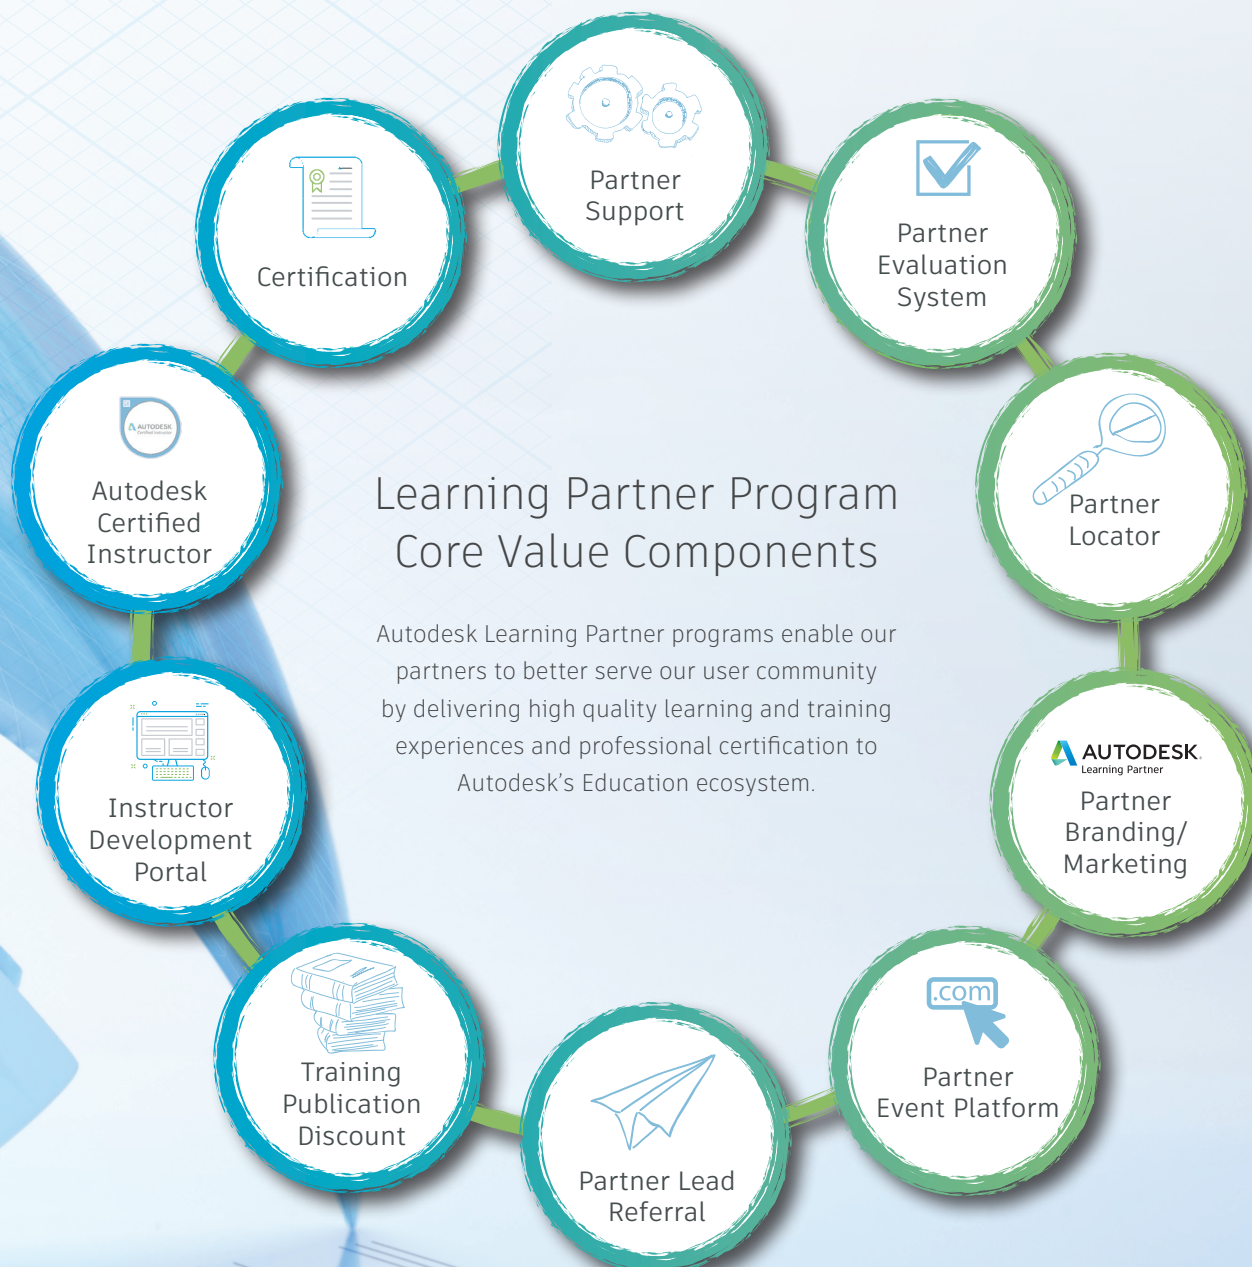 Partner
Support
Partner
Evaluation
System
Certification
Partner
Locator
AUTODESK
Certified Instructor
Autodesk
Certified
Instructor
Learning Partner Program
Core Value Components
Autodesk Learning Partner programs enable our
partners to better serve our user community
by delivering high quality learning and training
experiences and professional certification to
Autodesk’s Education ecosystem.
AUTODESK.
Learning Partner
Partner
Branding/
Marketing
Instructor
Development
Portal
.com
Partner
Event Platform
Training
Publication
Discount
Partner Lead
Referral